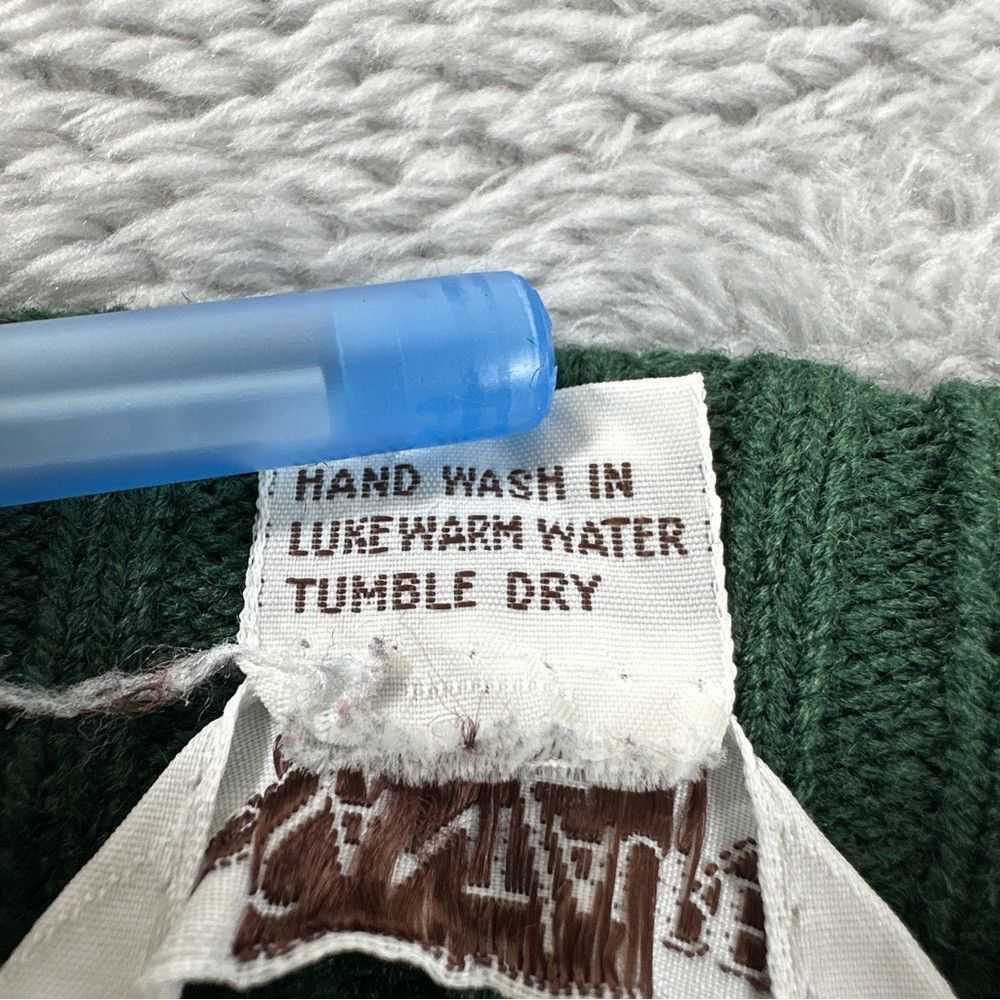 HAND WASH IN
LUKEWARM WATER
TUMBLE DRY